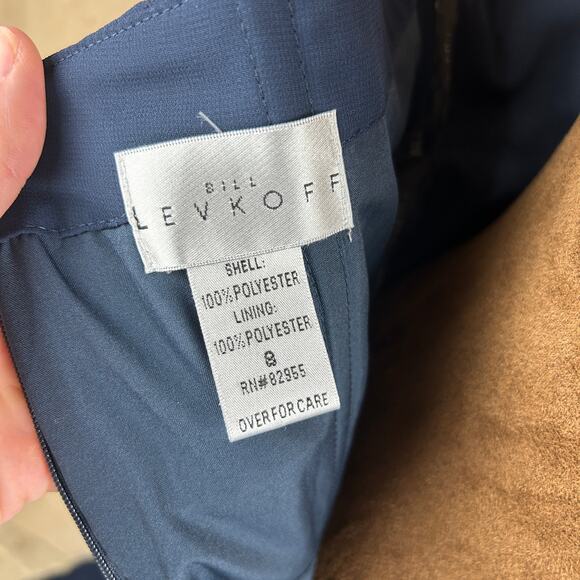 BILL
LEVKOFF
SHELL:
100% POLYESTER
LINING:
100% POLYESTER
8
RN#82955
OVER FOR CARE